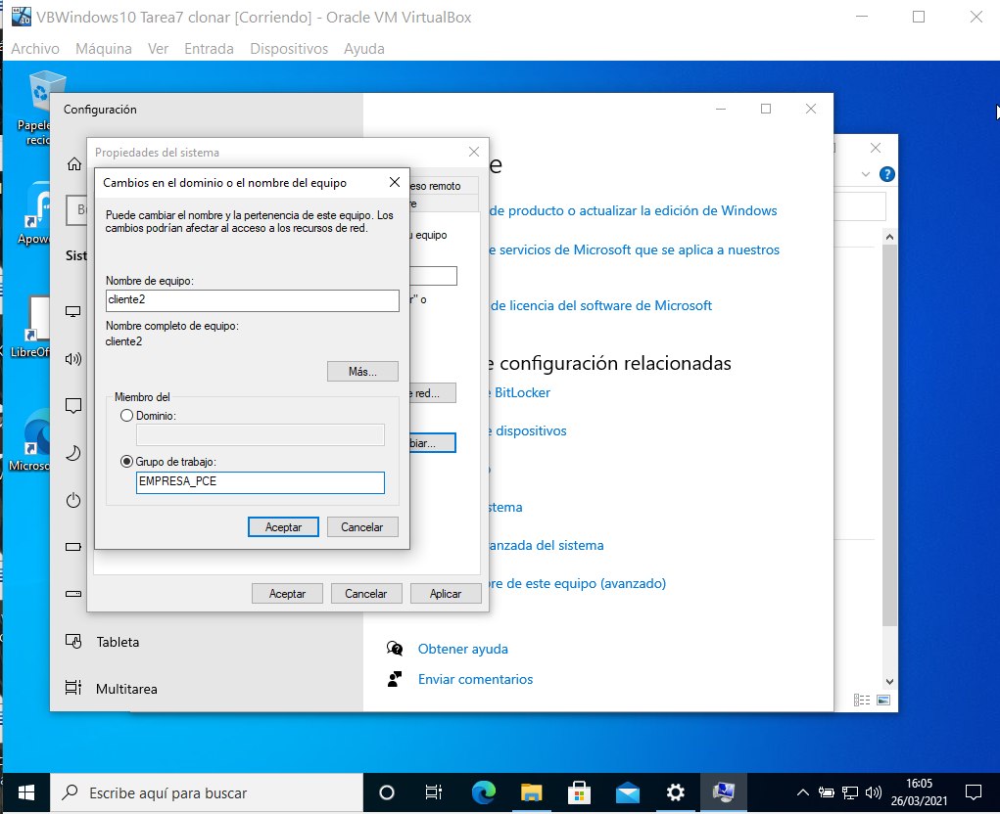 VBWindows10 Tarea7 clonar [Corriendo] - Oracle VM VirtualBox
Archivo Máquina Ver Entrada Dispositivos Ayuda
Configuración
Propiedades del sistema
Cambios en el dominio o el nombre del equipo
Puede cambiar el nombre y la pertenencia de este equipo. Los
cambios podrían afectar al acceso a los recursos de red.
Nombre de equipo:
cliente2
Nombre completo de equipo:
cliente2
Más...
Miembro del
Dominio:
Grupo de trabajo:
EMPRESA_PCE
Aceptar Cancelar
eso remoto
re
u equipo
r" o
e red...
biar...
Aceptar Cancelar Aplicar
e
de producto o actualizar la edición de Windows
e servicios de Microsoft que se aplica a nuestros
de licencia del software de Microsoft
e configuración relacionadas
e BitLocker
e dispositivos
stema
anzada del sistema
re de este equipo (avanzado)
Obtener ayuda
Enviar comentarios
Sist
Tableta
Multitarea
Papele
recic
Apowe
LibreOf
Microso
Escribe aquí para buscar
16:05
26/03/2021